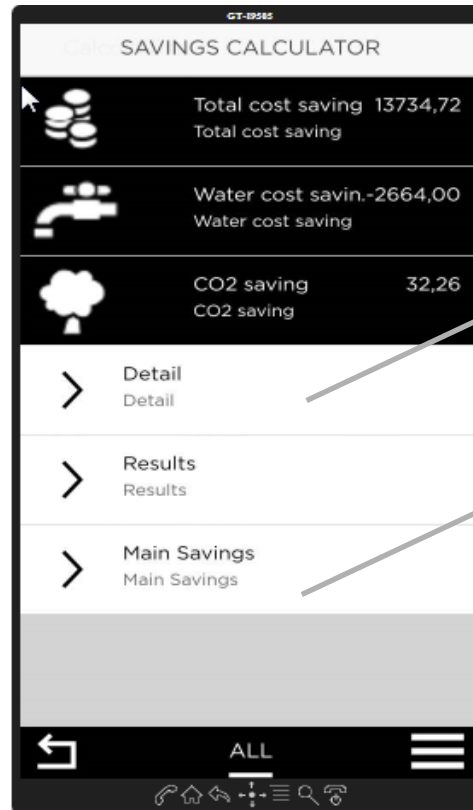 GT-I9505
SAVINGS CALCULATOR
Total cost saving 13734,72
Total cost saving
Water cost savin.-2664,00
Water cost saving
CO2 saving 32,26
CO2 saving
Detail
Detail
Results
Results
Main Savings
Main Savings
ALL